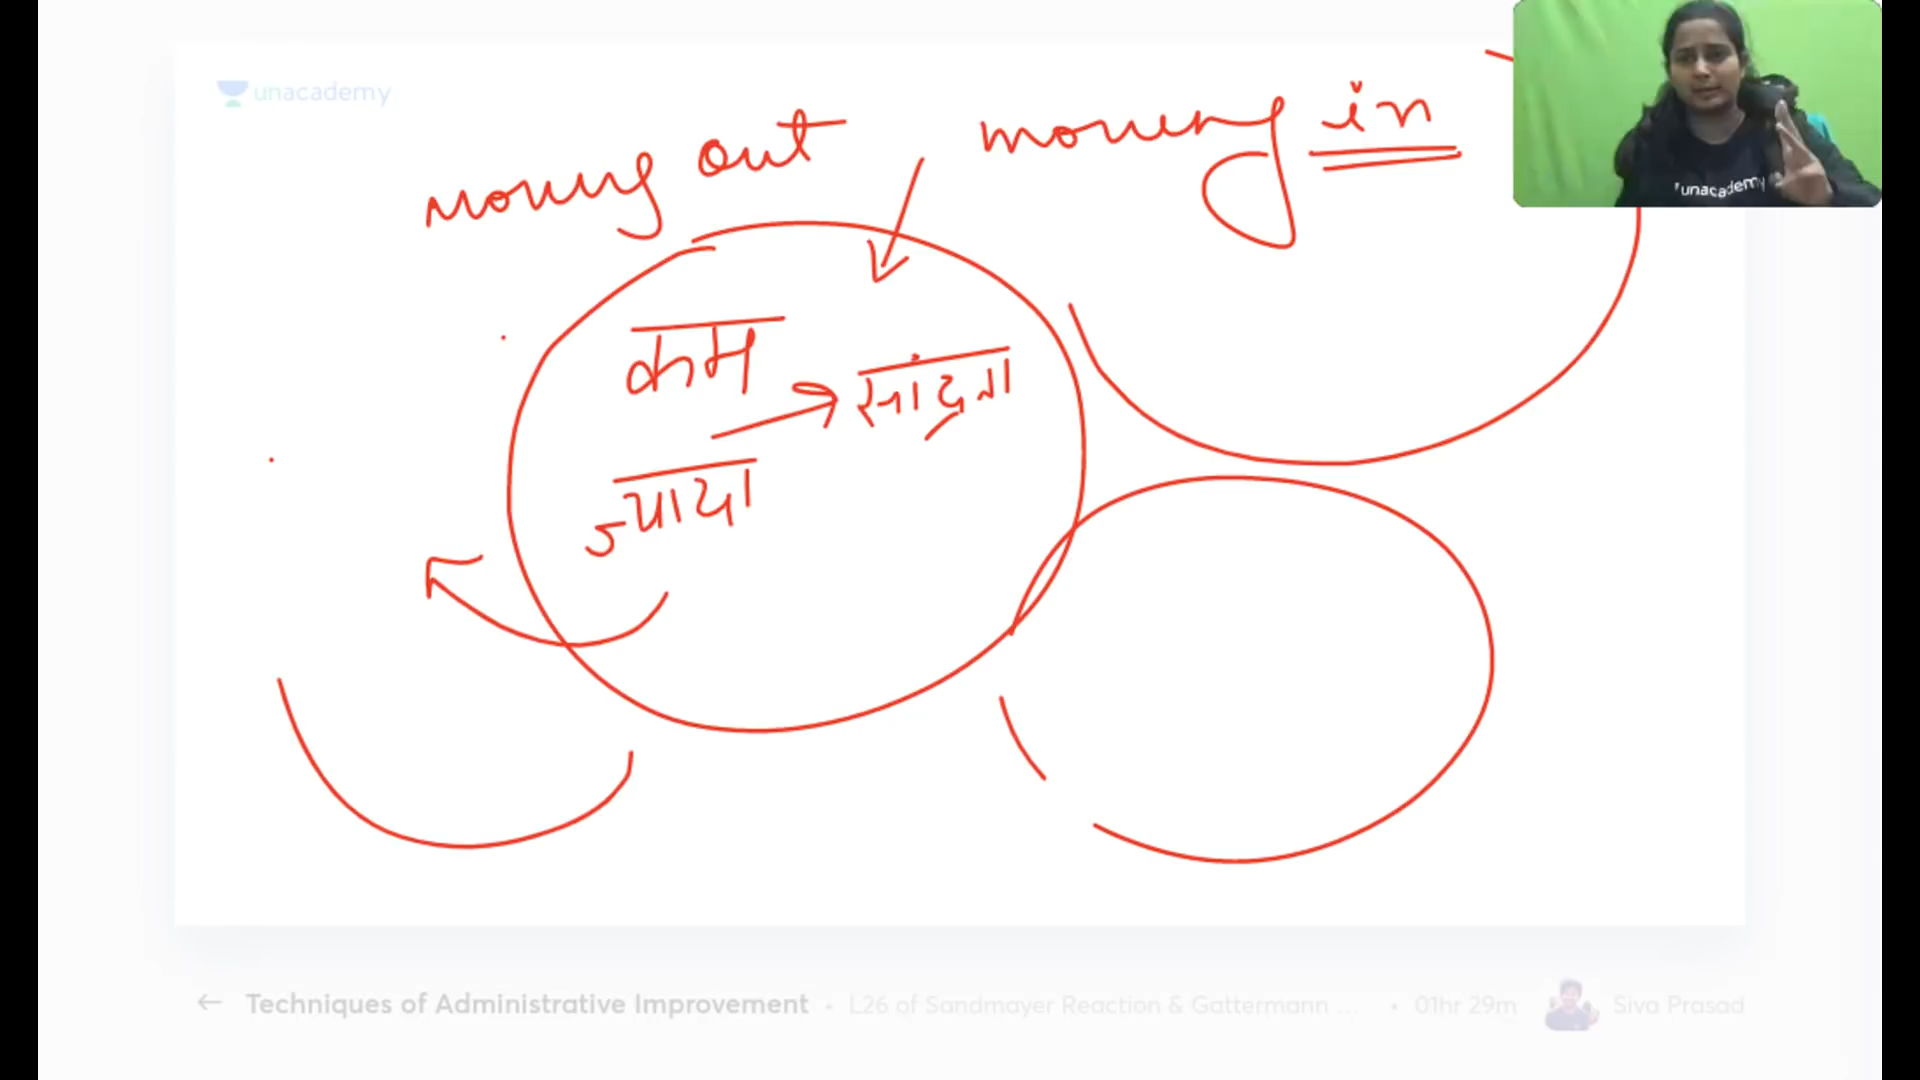 unacademy
moving out
moving in
कम
सांद्रता
ज्यादा
unacademy
Techniques of Administrative Improvement • L26 of Sandmayer Reaction & Gattermann ... • 01hr 29m Siva Prasad